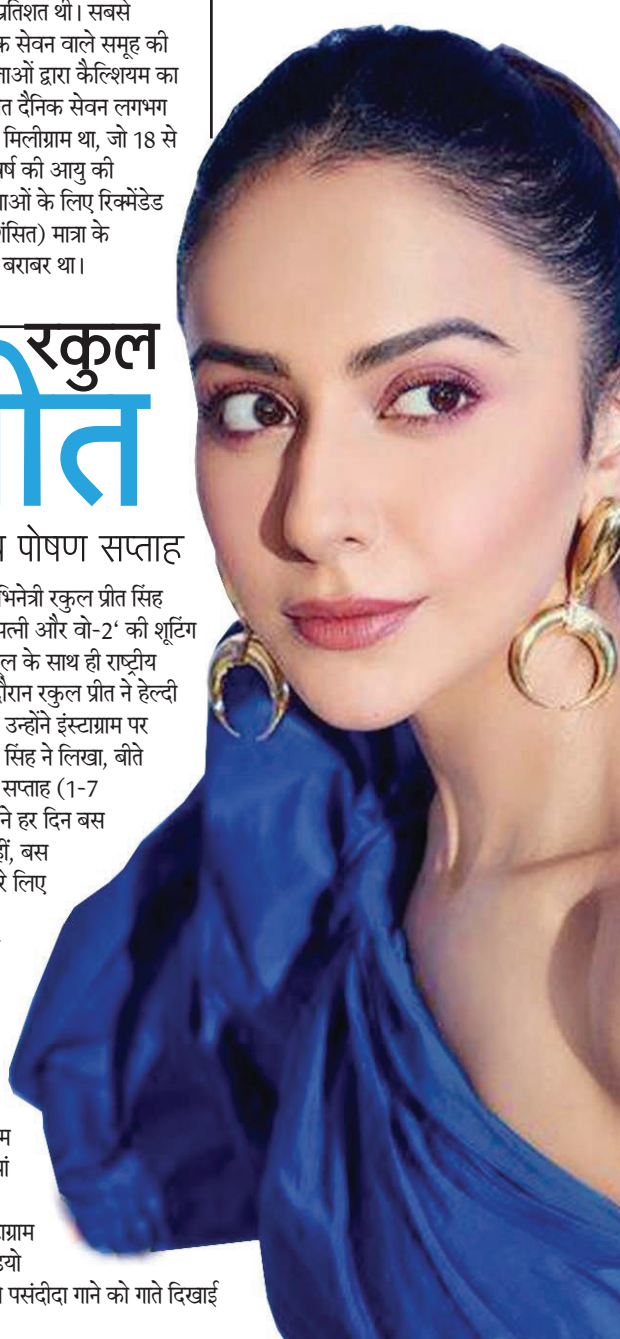 प्रतिशत थी। सबसे
सेवन वाले समूह की
द्वारा कैल्शियम का
दैनिक सेवन लगभग
मिलीग्राम था, जो 18 से
की आयु की
के लिए रिक्मेंडेड
मात्रा के
बराबर था।
रकुल
पोषण सप्ताह
रकुल प्रीत सिंह
और वो-2‘ की शूटिंग
के साथ ही राष्ट्रीय
रकुल प्रीत ने हेल्दी
उन्होंने इंस्टाग्राम पर
सिंह ने लिखा, बीते
सप्ताह (1-7
ने हर दिन बस
बस
लिए
पसंदीदा गाने को गाते दिखाई